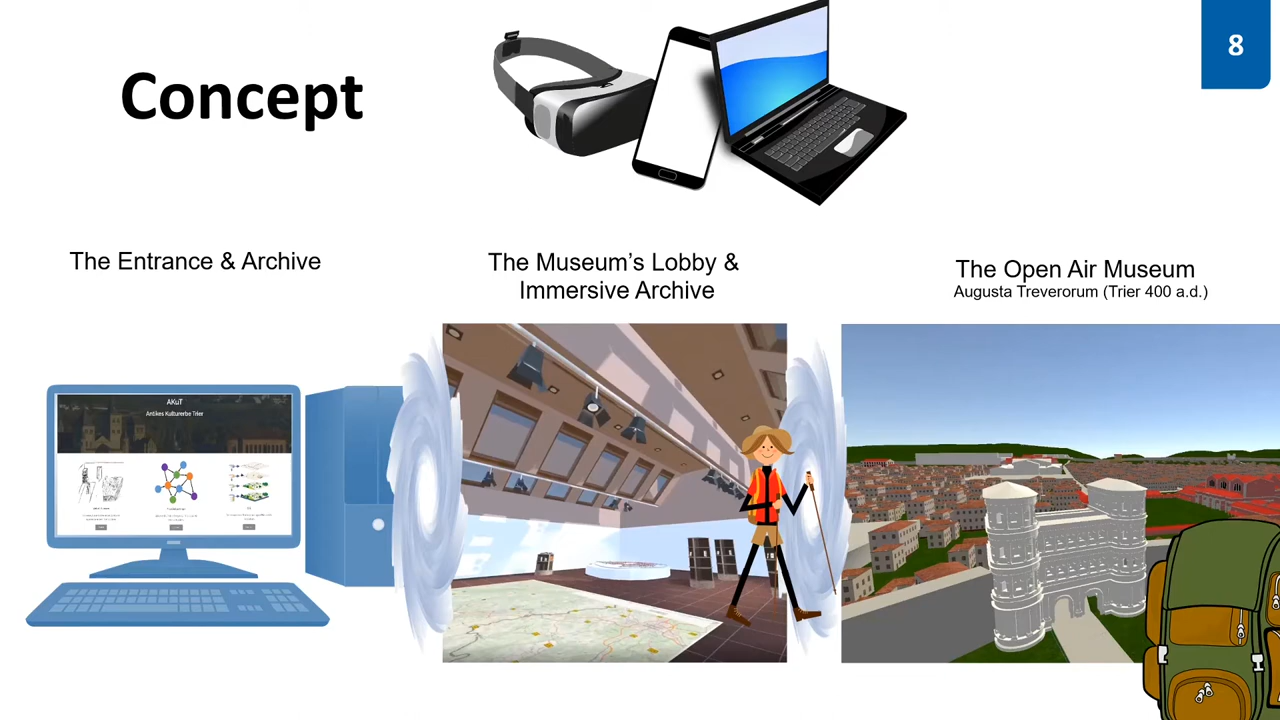 8
Concept
The Entrance & Archive
The Museum's Lobby &
Immersive Archive
The Open Air Museum
Augusta Treverorum (Trier 400 a.d.)
AKuT
Antikes Kulturerbe Trier